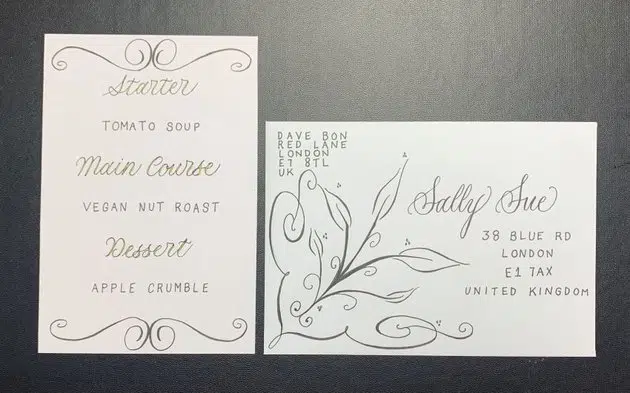 Starter
TOMATO SOUP
Main Course
VEGAN NUT ROAST
Dessert
APPLE CRUMBLE
DAVE BON
RED LANE
LONDON
E7 8TL
UK
Sally Sue
38 BLUE RD
LONDON
E1 7AX
UNITED KINGDOM